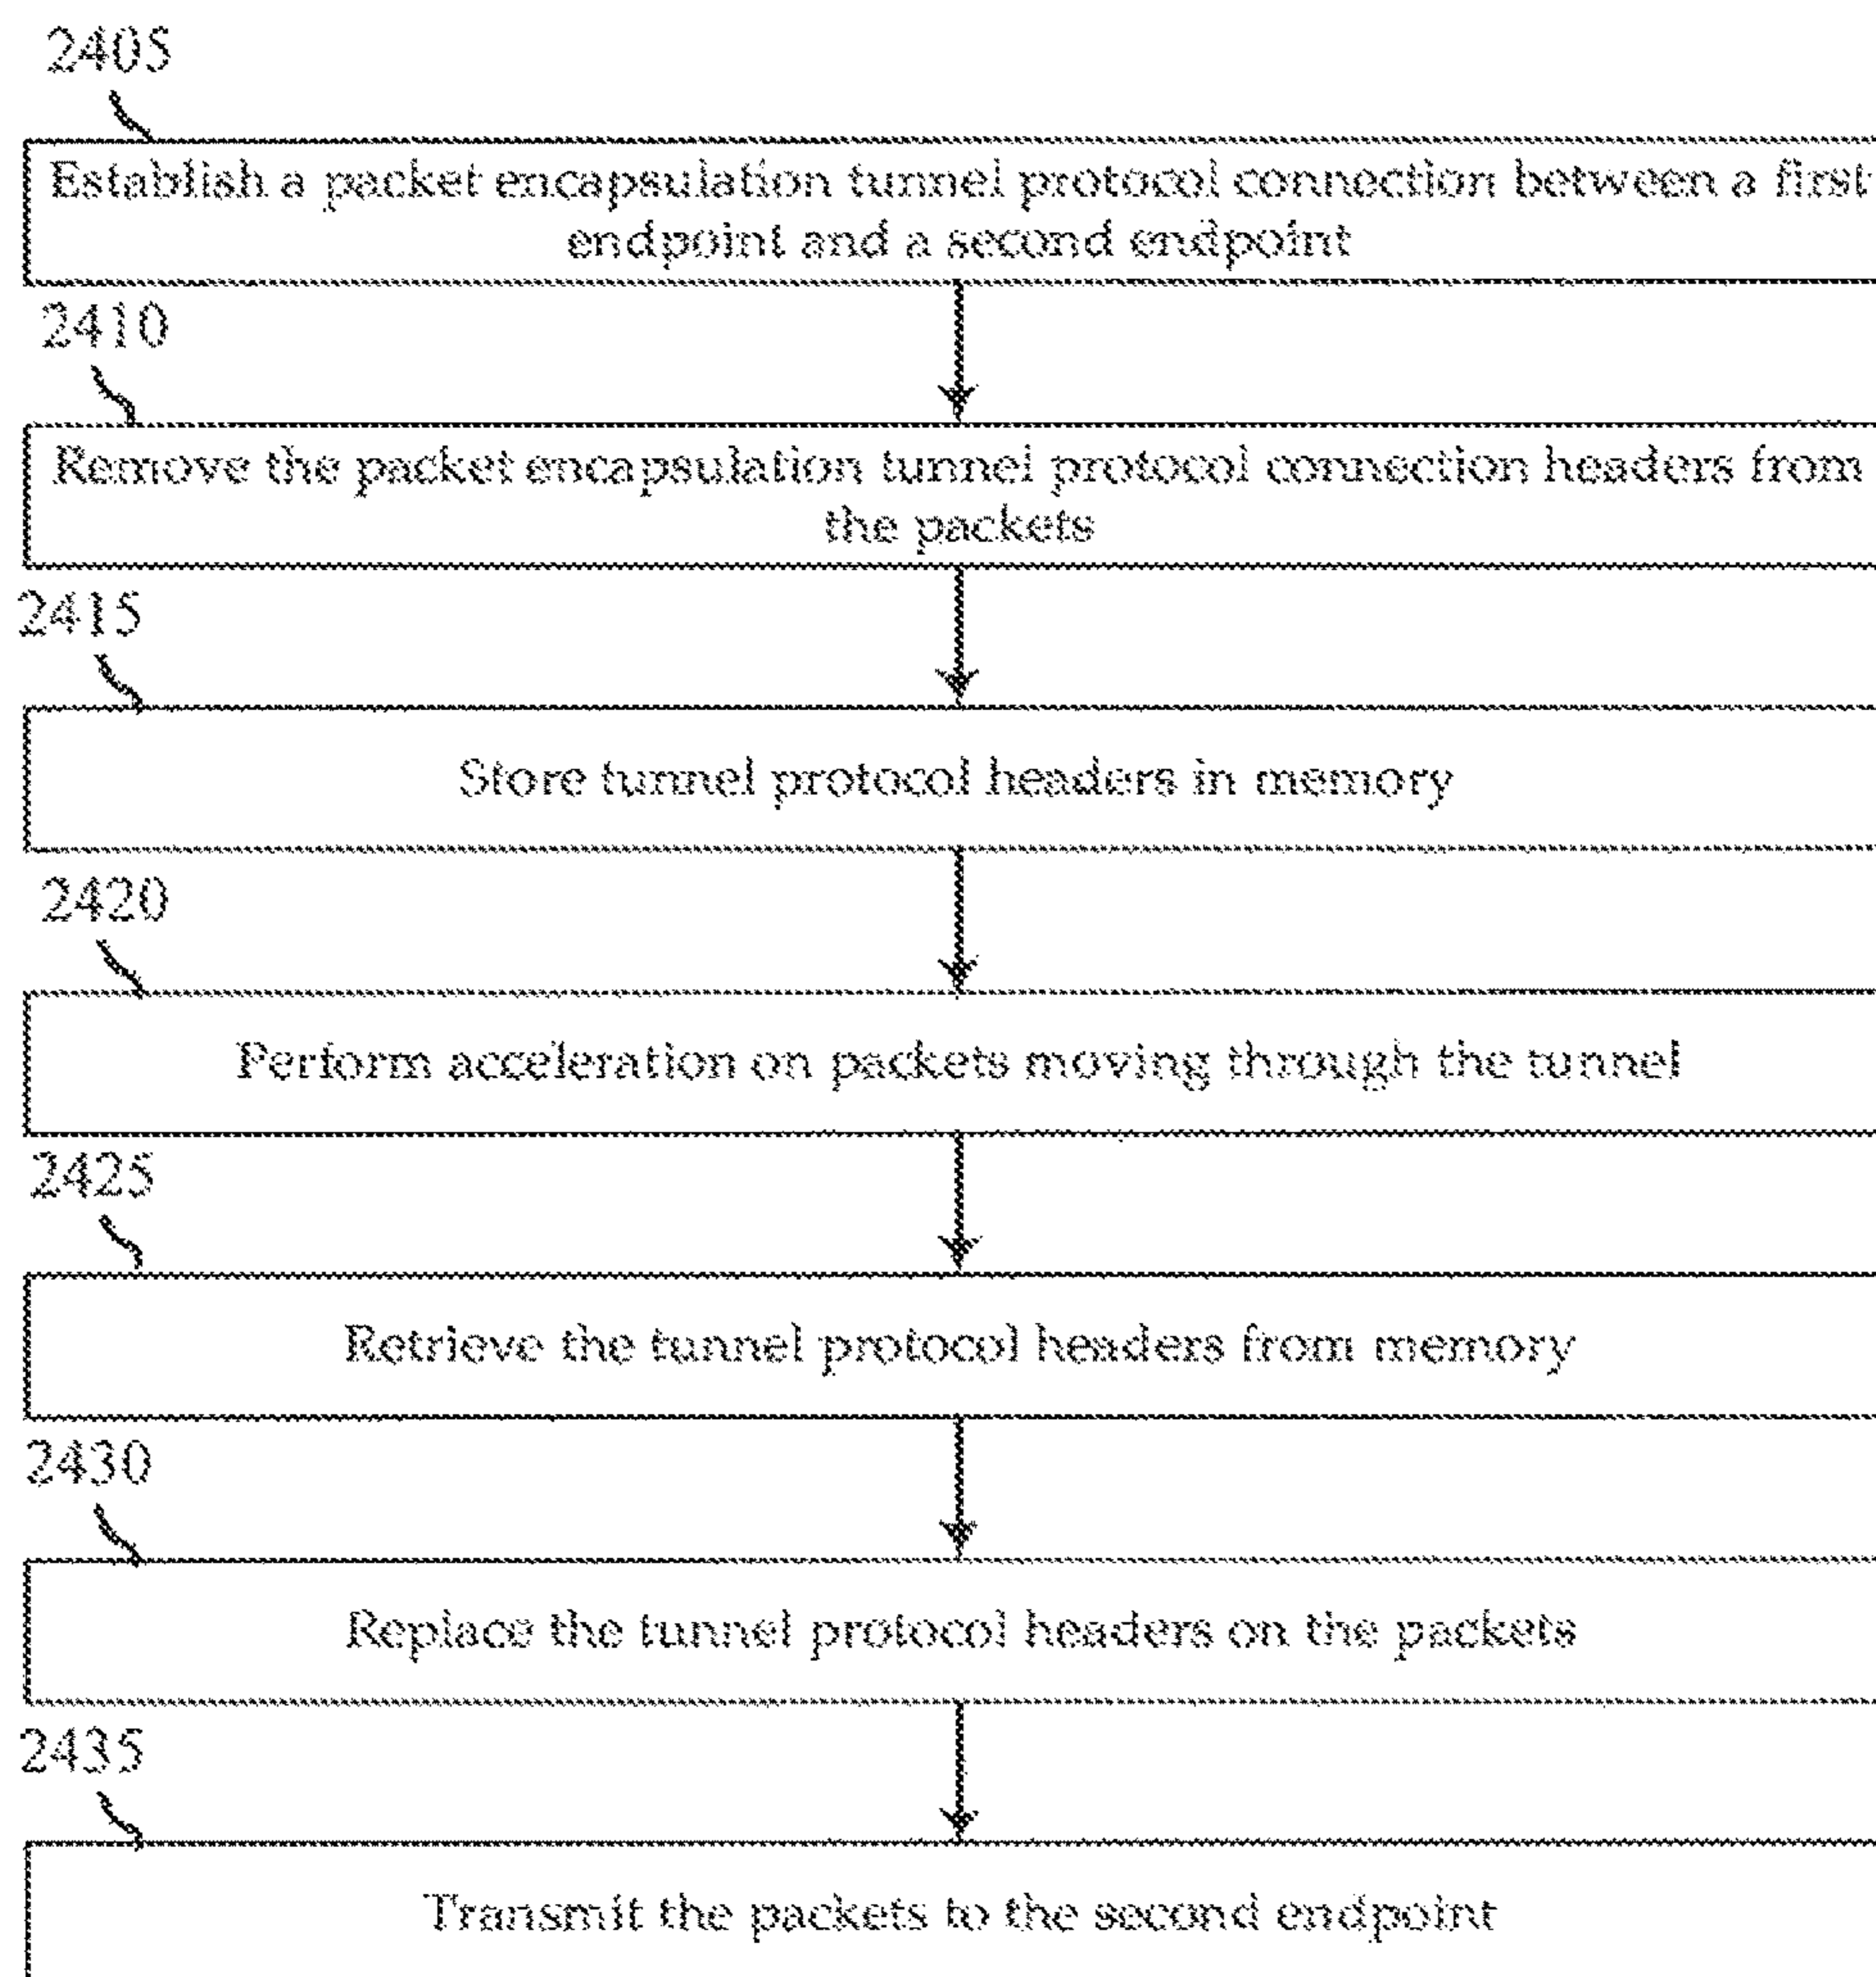 2405
Establish a packet encapsulation tunnel protocol connection between a first
endpoint and a second endpoint
2410
Remove the packet encapsulation tunnel protocol connection headers from
the packets
2415
Store tunnel protocol headers in memory
2420
Perform acceleration on packets moving through the tunnel
2425
Retrieve the tunnel protocol headers from memory
2430
Replace the tunnel protocol headers on the packets
2435
Transmit the packets to the second endpoint